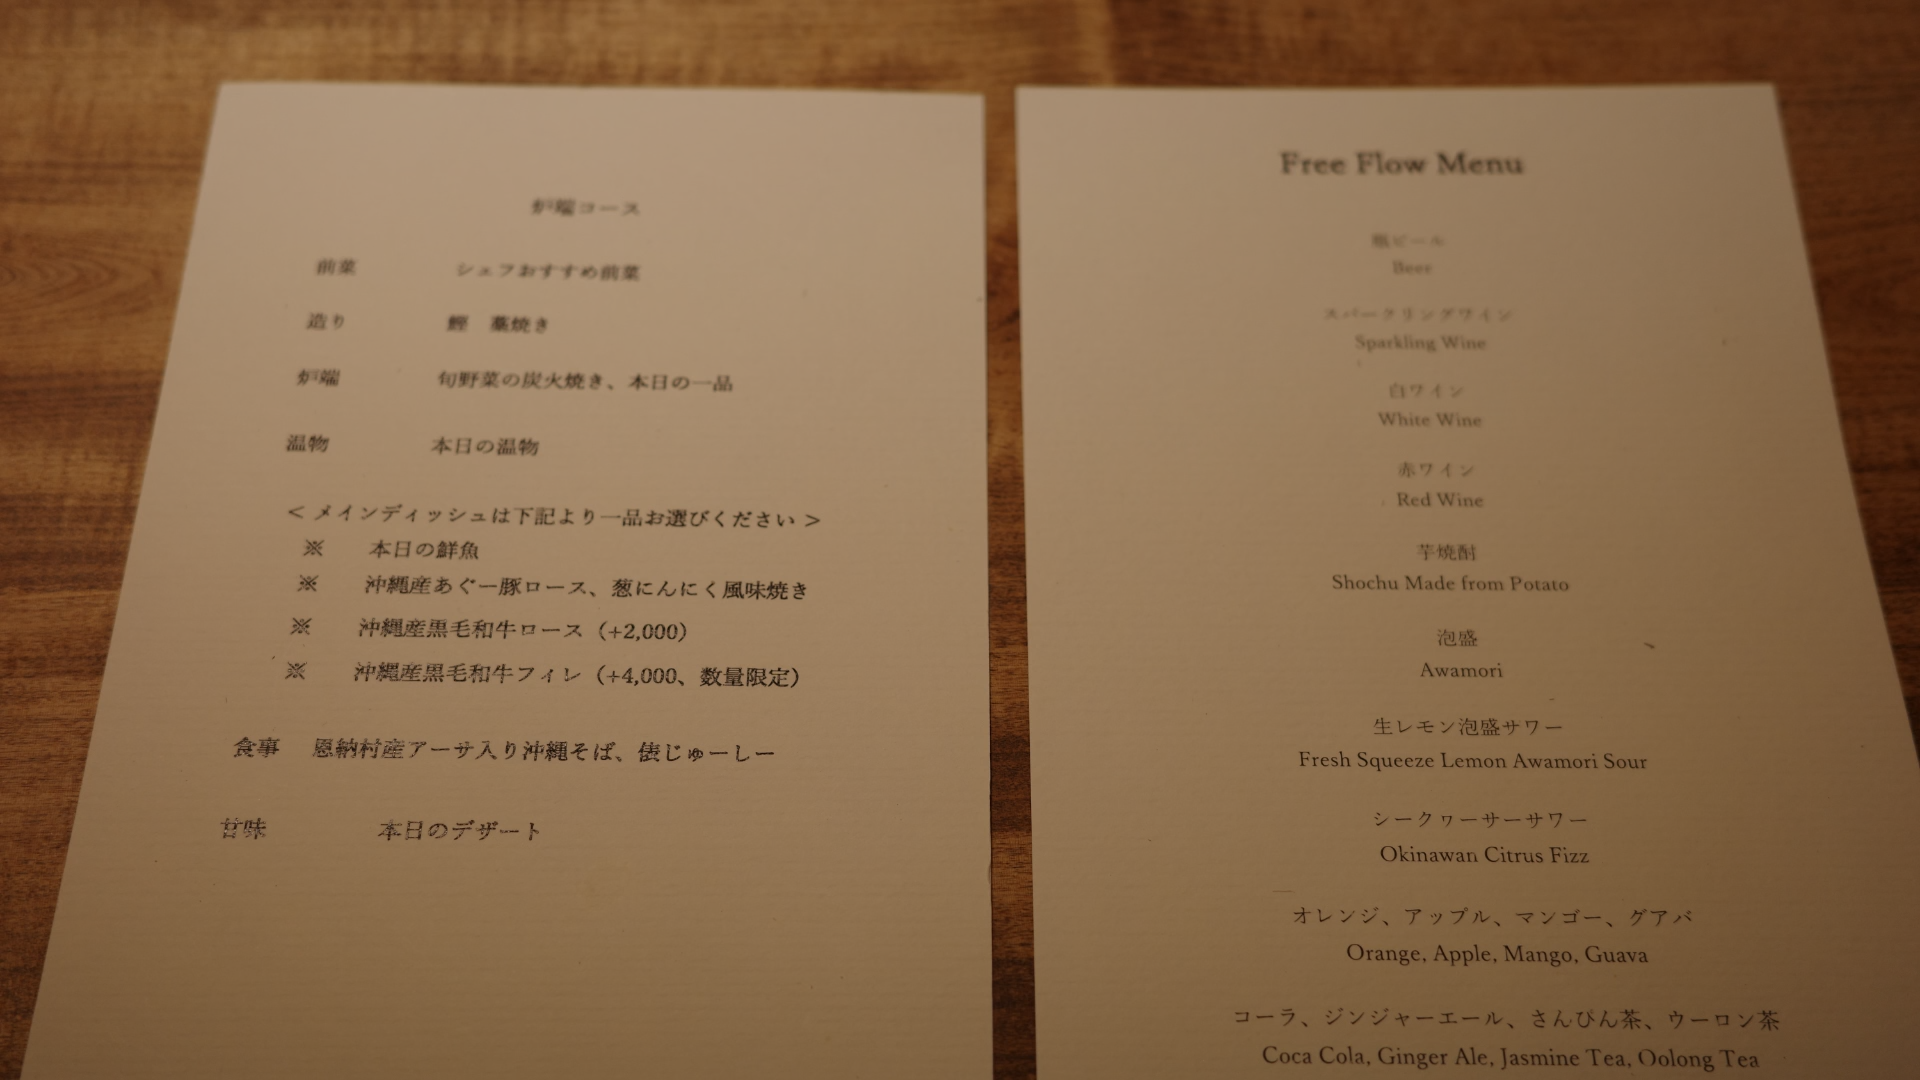 炉端コース
前菜 シェフおすすめ前菜
造り 鰹 藁焼き
炉端 旬野菜の炭火焼き、本日の一品
温物 本日の温物
< メインディッシュは下記より一品お選びください >
※ 本日の鮮魚
※ 沖縄産あぐー豚ロース、葱にんにく風味焼き
※ 沖縄産黒毛和牛ロース（+2,000）
※ 沖縄産黒毛和牛フィレ（+4,000、数量限定）
食事 恩納村産アーサ入り沖縄そば、俵じゅーしー
甘味 本日のデザート
Free Flow Menu
瓶ビール
Beer
スパークリングワイン
Sparkling Wine
白ワイン
White Wine
赤ワイン
Red Wine
芋焼酎
Shochu Made from Potato
泡盛
Awamori
生レモン泡盛サワー
Fresh Squeeze Lemon Awamori Sour
シークヮーサーサワー
Okinawan Citrus Fizz
オレンジ、アップル、マンゴー、グアバ
Orange, Apple, Mango, Guava
コーラ、ジンジャーエール、さんぴん茶、ウーロン茶
Coca Cola, Ginger Ale, Jasmine Tea, Oolong Tea